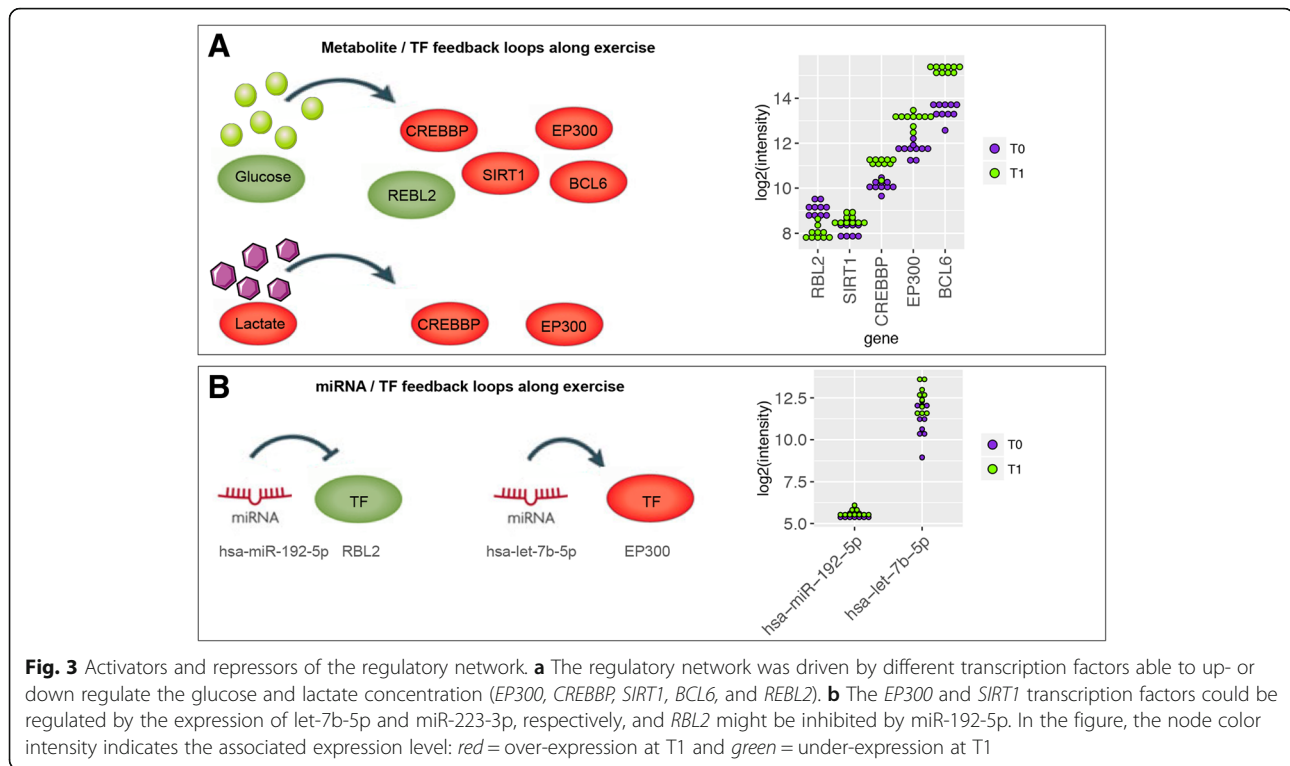 A
Metabolite / TF feedback loops along exercise
Glucose
CREBBP
EP300
SIRT1
REBL2
BCL6
Lactate
CREBBP
EP300
log2(intensity)
14
12
10
8
RBL2
SIRT1
CREBBP
EP300
BCL6
gene
T0
T1
B
miRNA / TF feedback loops along exercise
miRNA
TF
hsa-miR-192-5p RBL2
miRNA
TF
hsa-let-7b-5p EP300
log2(intensity)
12.5
10.0
7.5
5.0
hsa-miR-192-5p
hsa-let-7b-5p
T0
T1
Fig. 3 Activators and repressors of the regulatory network. a The regulatory network was driven by different transcription factors able to up- or
down regulate the glucose and lactate concentration (EP300, CREBBP, SIRT1, BCL6, and REBL2). b The EP300 and SIRT1 transcription factors could be
regulated by the expression of let-7b-5p and miR-223-3p, respectively, and RBL2 might be inhibited by miR-192-5p. In the figure, the node color
intensity indicates the associated expression level: red = over-expression at T1 and green = under-expression at T1